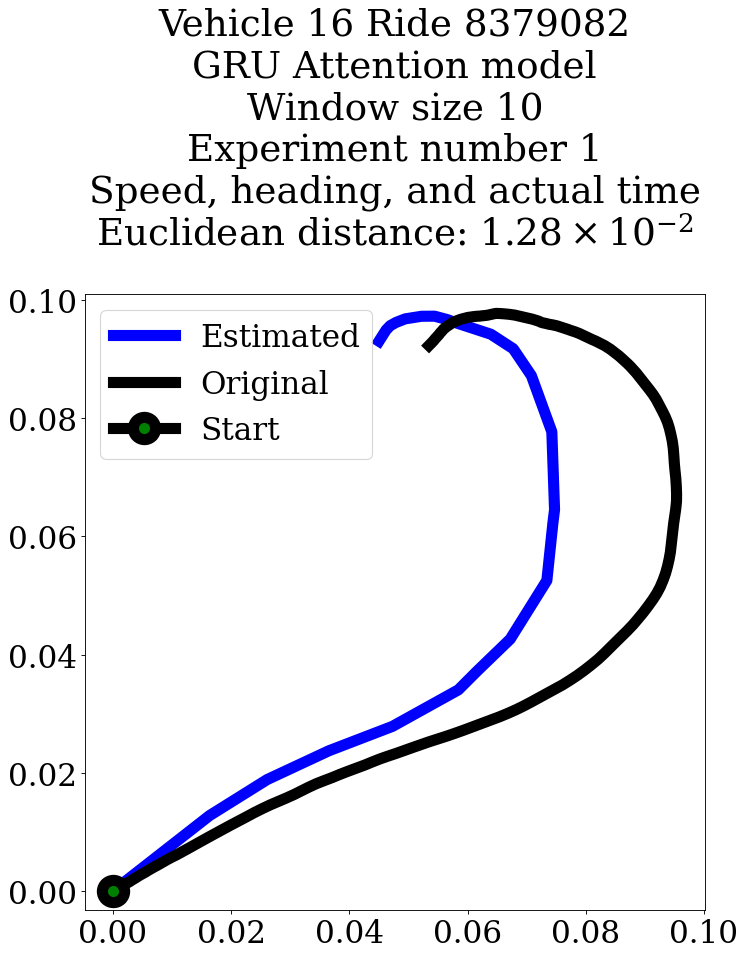 Vehicle 16 Ride 8379082
GRU Attention model
Window size 10
Experiment number 1
Speed, heading, and actual time
Euclidean distance: 1.28 × 10⁻²
0.10
0.08
0.06
0.04
0.02
0.00
Estimated
Original
Start
0.00 0.02 0.04 0.06 0.08 0.10